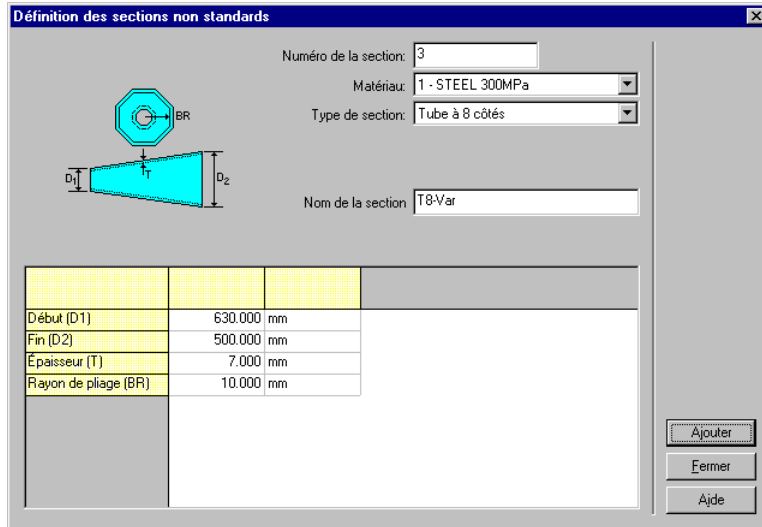 Définition des sections non standards
Numéro de la section: 3
Matériau: 1 - STEEL 300MPa
Type de section: Tube à 8 côtés
BR
T
D1
D2
Nom de la section T8-Var
Début (D1) 630.000 mm
Fin (D2) 500.000 mm
Épaisseur (T) 7.000 mm
Rayon de pliage (BR) 10.000 mm
Ajouter
Fermer
Aide